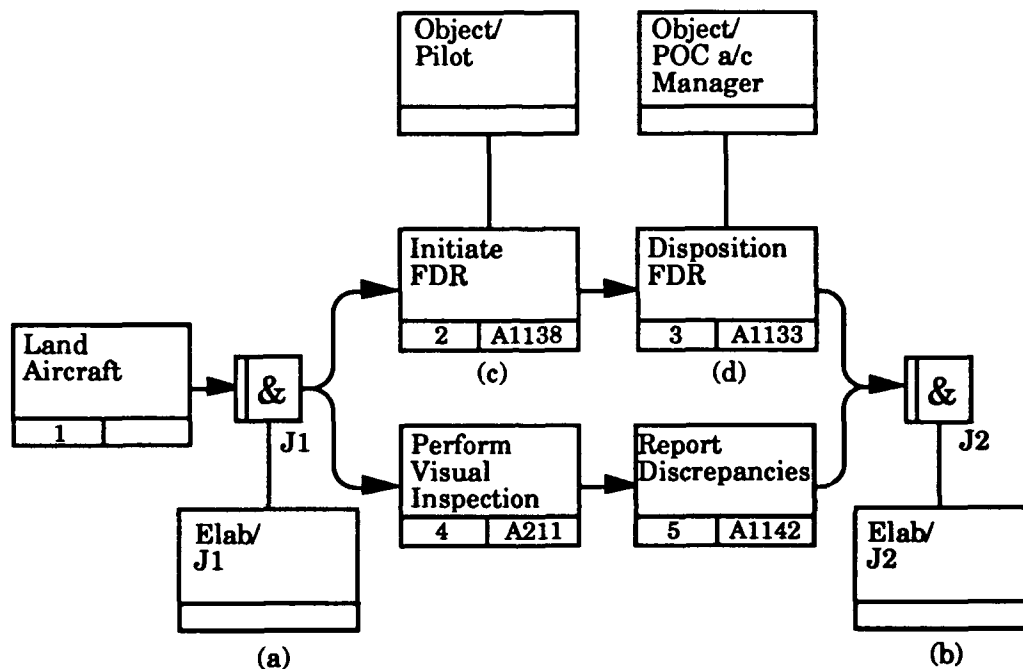 Object/
Pilot
Object/
POC a/c
Manager
Initiate
FDR
2 A1138
(c)
Disposition
FDR
3 A1133
(d)
Land
Aircraft
1
&
J1
&
J2
Perform
Visual
Inspection
4 A211
Report
Discrepancies
5 A1142
Elab/
J1
(a)
Elab/
J2
(b)